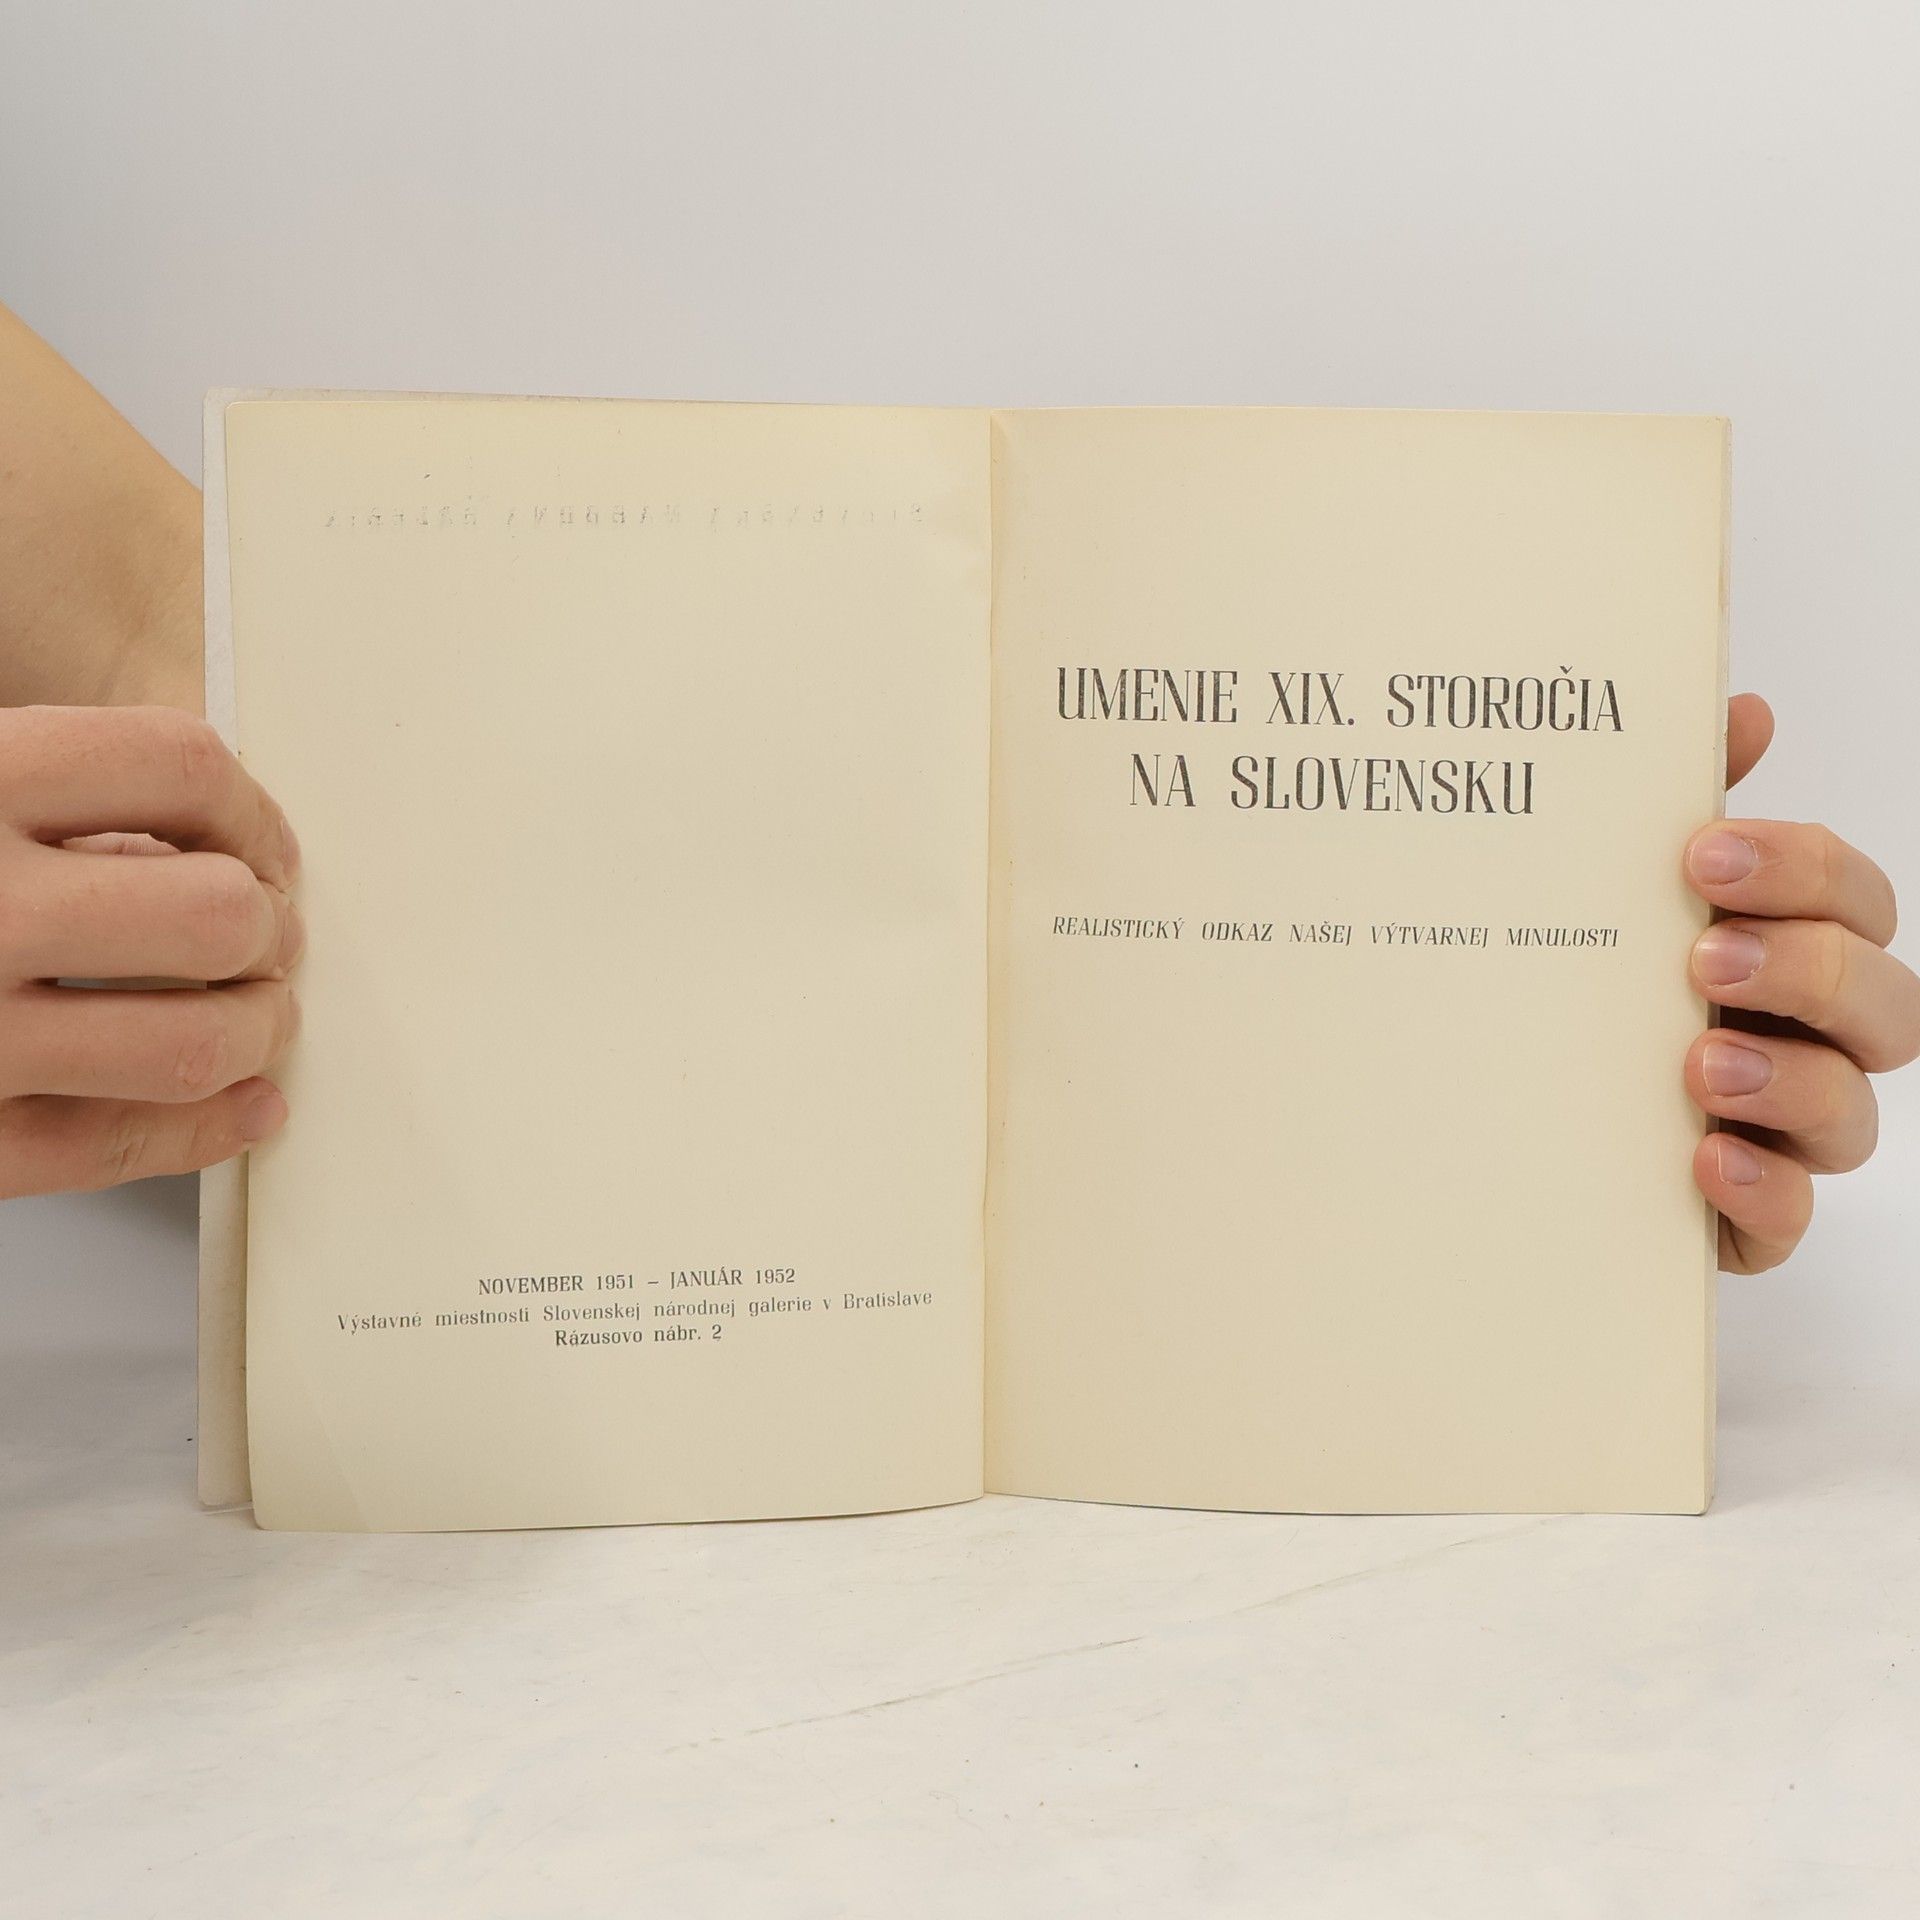 NOVEMBER 1951 – JANUÁR 1952
Výstavné miestnosti Slovenskej národnej galerie v Bratislave
Rázusovo nábr. 2
UMENIE XIX. STOROČIA
NA SLOVENSKU
REALISTICKÝ ODKAZ NAŠEJ VÝTVARNEJ MINULOSTI